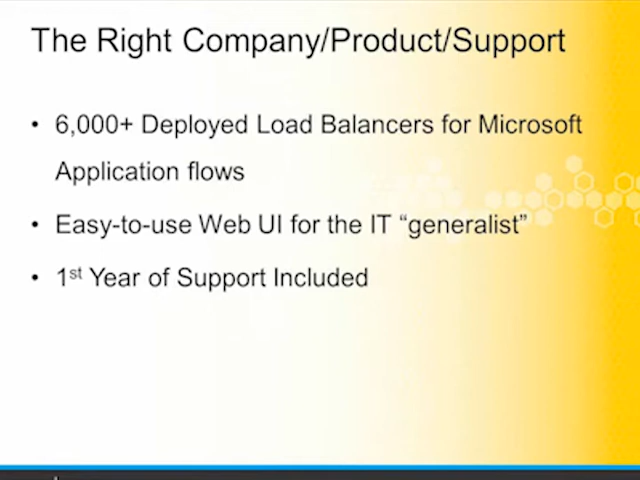 The Right Company/Product/Support
• 6,000+ Deployed Load Balancers for Microsoft
Application flows
• Easy-to-use Web UI for the IT “generalist”
• 1st Year of Support Included